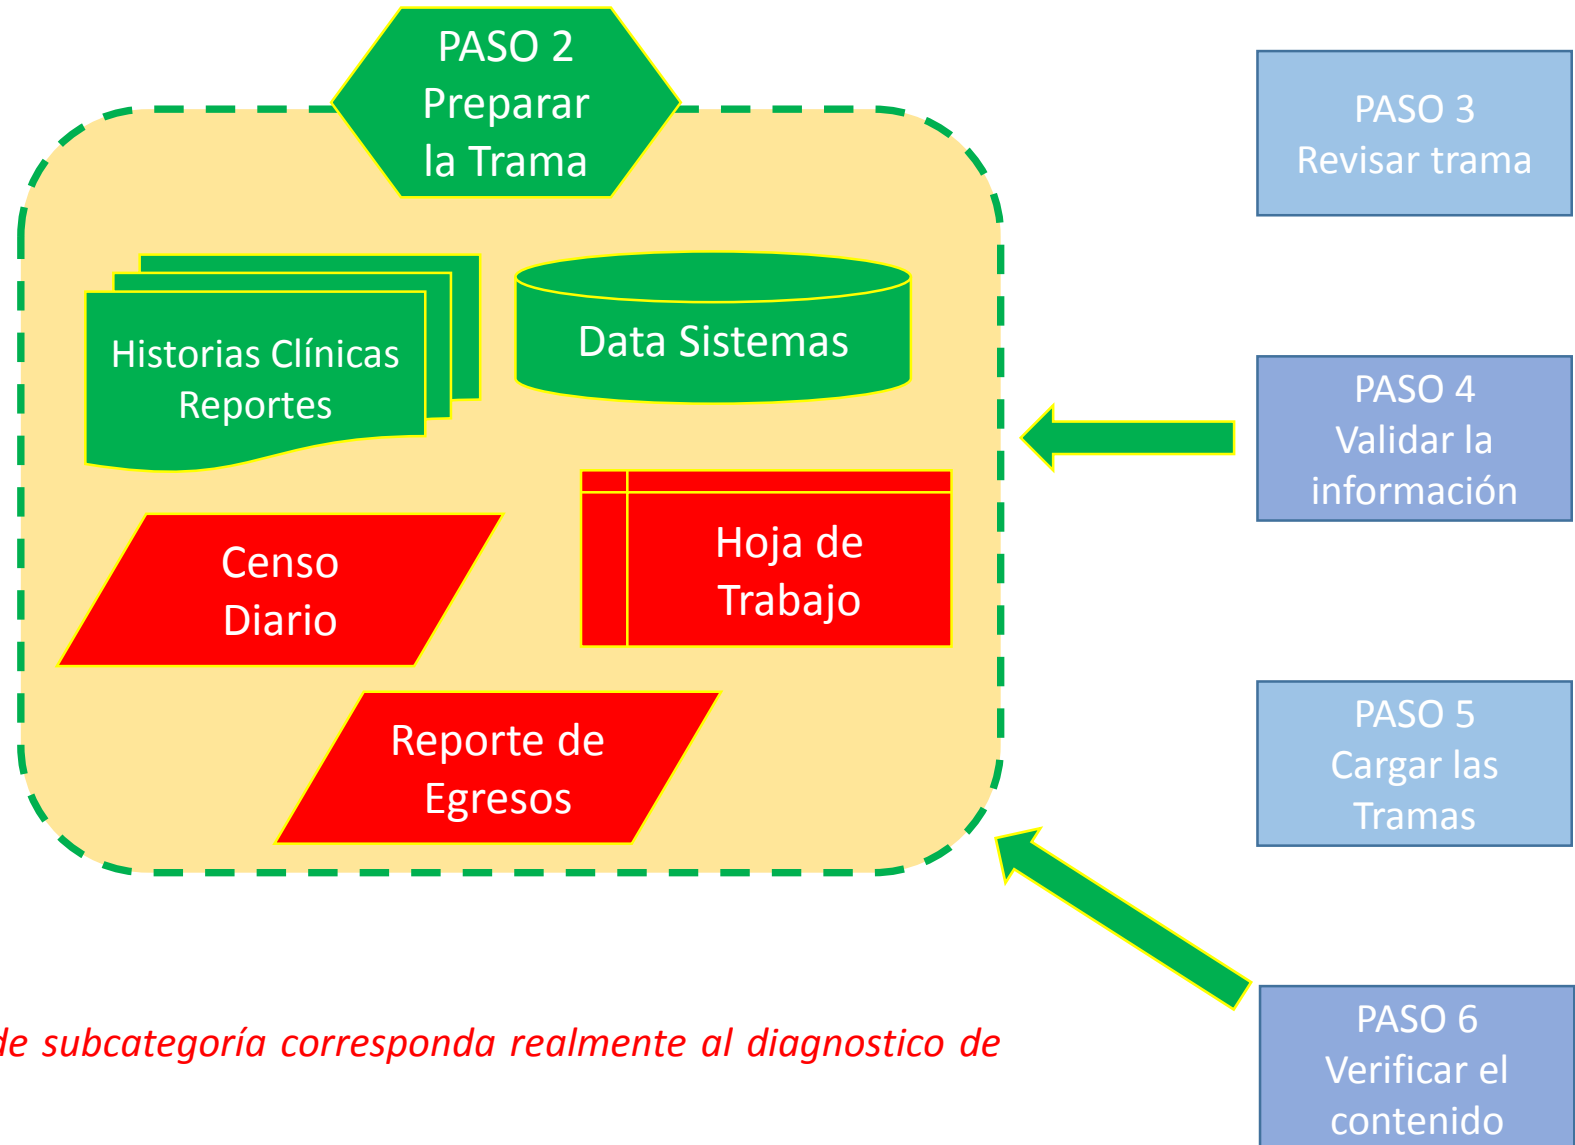 PASO 2
Preparar
la Trama
Historias Clínicas
Reportes
Data Sistemas
Censo
Diario
Hoja de
Trabajo
Reporte de
Egresos
PASO 3
Revisar trama
PASO 4
Validar la
información
PASO 5
Cargar las
Tramas
PASO 6
Verificar el
contenido
de subcategoría corresponda realmente al diagnostico de